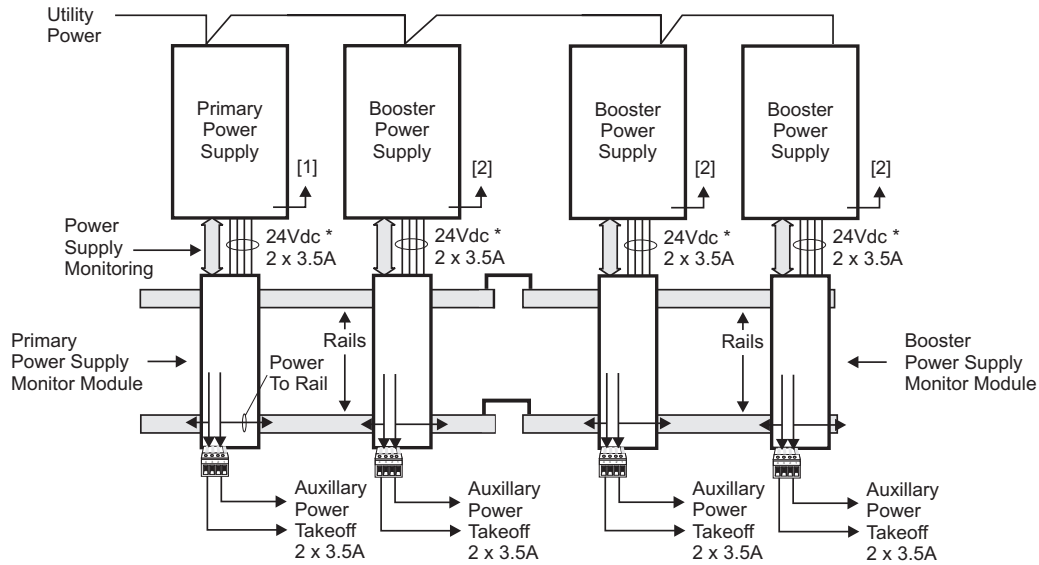 Utility
Power
Primary
Power
Supply
[1]
Booster
Power
Supply
[2]
Booster
Power
Supply
[2]
Booster
Power
Supply
[2]
Power
Supply
Monitoring
24Vdc *
2 x 3.5A
24Vdc *
2 x 3.5A
24Vdc *
2 x 3.5A
24Vdc *
2 x 3.5A
Primary
Power Supply
Monitor Module
Rails
Power
To Rail
Rails
Booster
Power Supply
Monitor Module
Auxillary
Power
Takeoff
2 x 3.5A
Auxillary
Power
Takeoff
2 x 3.5A
Auxillary
Power
Takeoff
2 x 3.5A
Auxillary
Power
Takeoff
2 x 3.5A